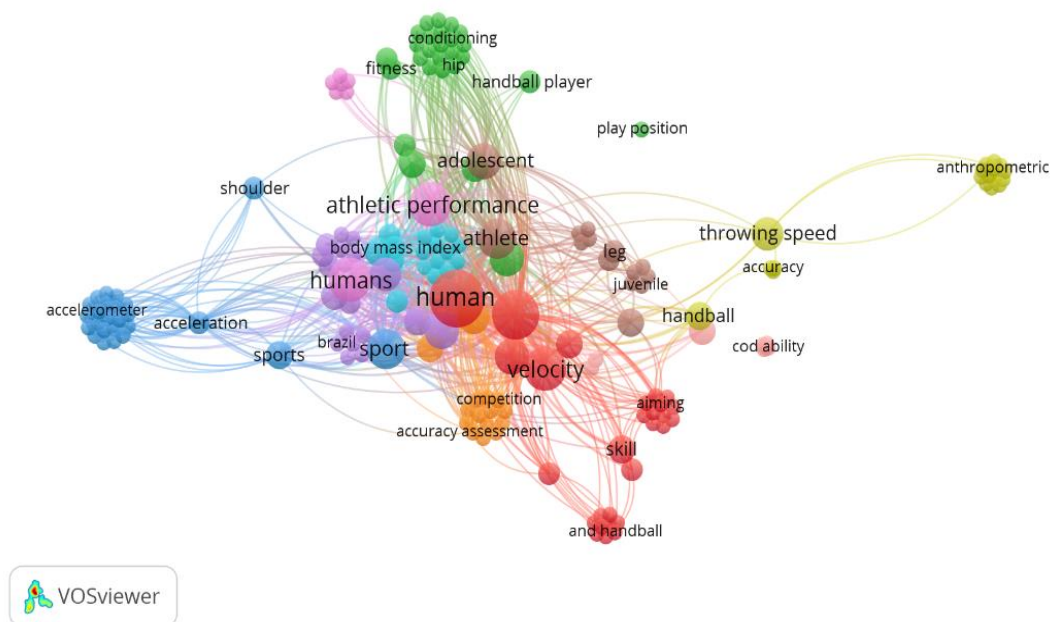 conditioning
hip
fitness
handball player
play position
adolescent
anthropometric
shoulder
athletic performance
throwing speed
athlete
body mass index
leg
accuracy
humans
juvenile
human
accelerometer
handball
acceleration
brazil
sport
cod ability
sports
velocity
competition
aiming
accuracy assessment
skill
and handball
VOSviewer